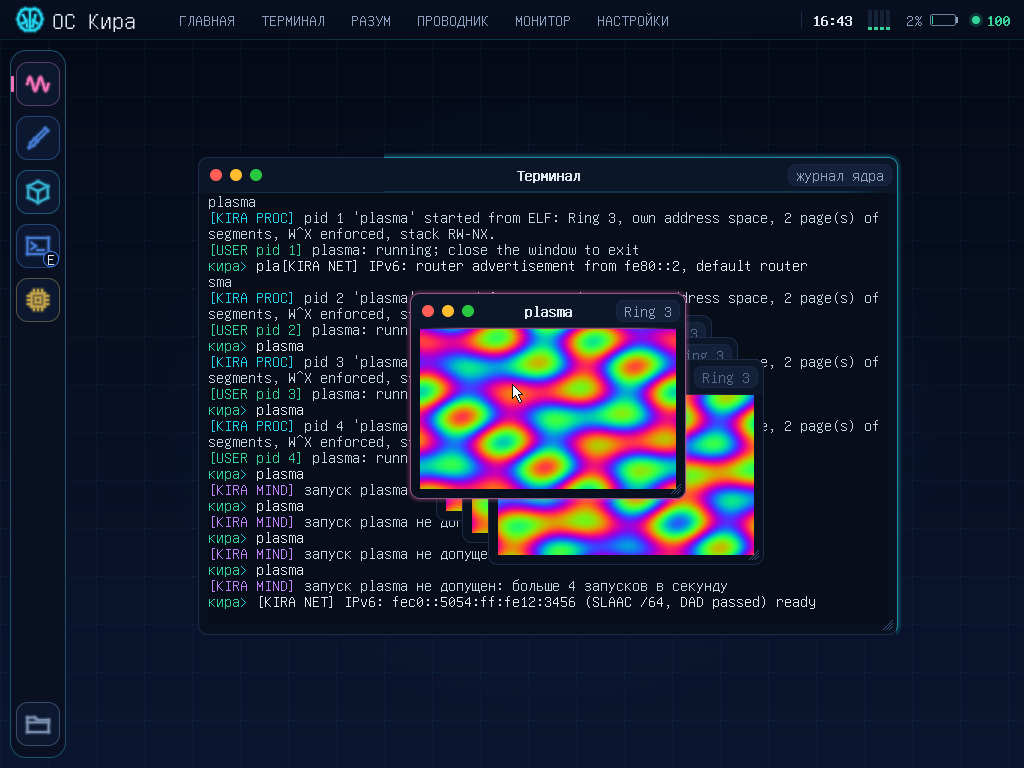 ОС Кира ГЛАВНАЯ ТЕРМИНАЛ РАЗУМ ПРОВОДНИК МОНИТОР НАСТРОЙКИ 16:43 2% 100
E
Терминал журнал ядра
plasma
[KIRA PROC] pid 1 'plasma' started from ELF: Ring 3, own address space, 2 page(s) of
segments, W^X enforced, stack RW-NX.
[USER pid 1] plasma: running; close the window to exit
кира> pla[KIRA NET] IPv6: router advertisement from fe80::2, default router
sma
[KIRA PROC] pid 2 'plasma' address space, 2 page(s) of
segments, W^X enforced, s
[USER pid 2] plasma: runn
кира> plasma
[KIRA PROC] pid 3 'plasma' e, 2 page(s) of
segments, W^X enforced, s
[USER pid 3] plasma: runn
кира> plasma
[KIRA PROC] pid 4 'plasma' e, 2 page(s) of
segments, W^X enforced, s
[USER pid 4] plasma: runn
кира> plasma
[KIRA MIND] запуск plasma
кира> plasma
[KIRA MIND] запуск plasma не доп
кира> plasma
[KIRA MIND] запуск plasma не допуще
кира> plasma
[KIRA MIND] запуск plasma не допущен: больше 4 запусков в секунду
кира> [KIRA NET] IPv6: fec0::5054:ff:fe12:3456 (SLAAC /64, DAD passed) ready
plasma Ring 3
3
ing 3
Ring 3